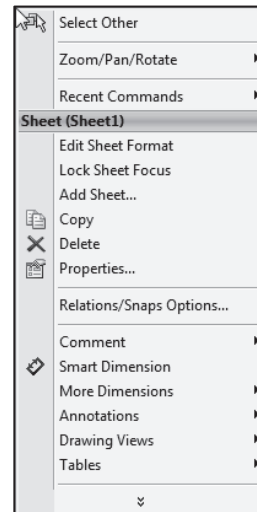 Select Other
Zoom/Pan/Rotate
Recent Commands
Sheet (Sheet1)
Edit Sheet Format
Lock Sheet Focus
Add Sheet...
Copy
Delete
Properties...
Relations/Snaps Options...
Comment
Smart Dimension
More Dimensions
Annotations
Drawing Views
Tables